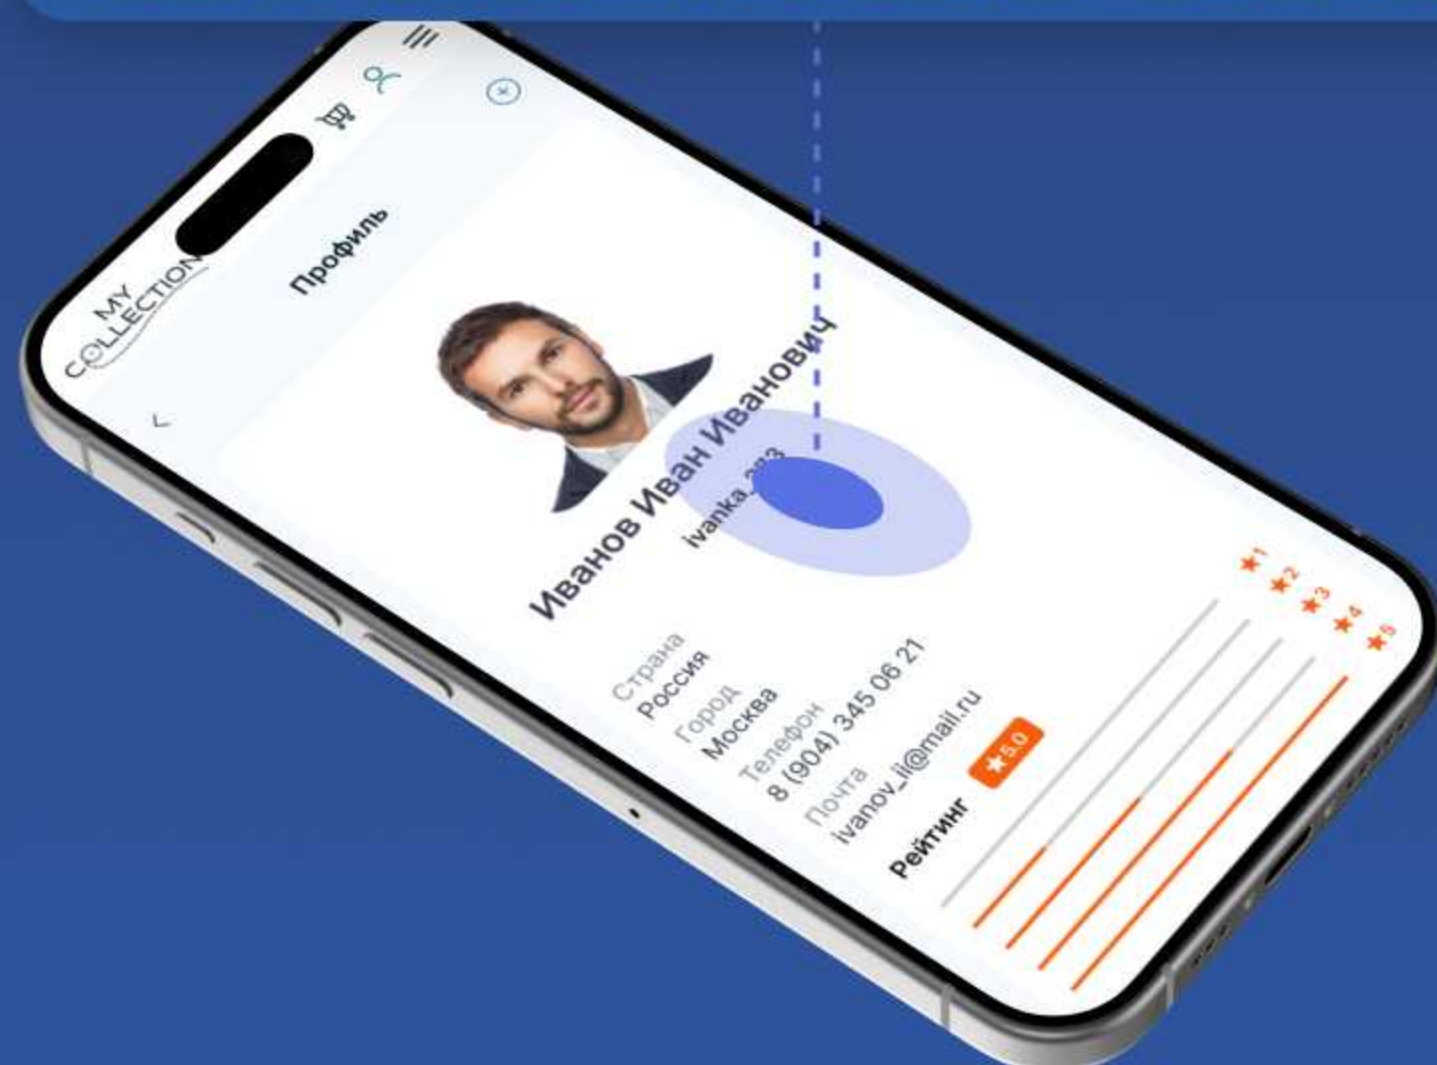 MY
COLLECTION
Профиль
Иванов Иван Иванович
Страна
Россия
Город
Москва
Телефон
8 (904) 345 06 21
Почта
ivanov_ii@mail.ru
Рейтинг ★5.0
★1
★2
★3
★4
★5